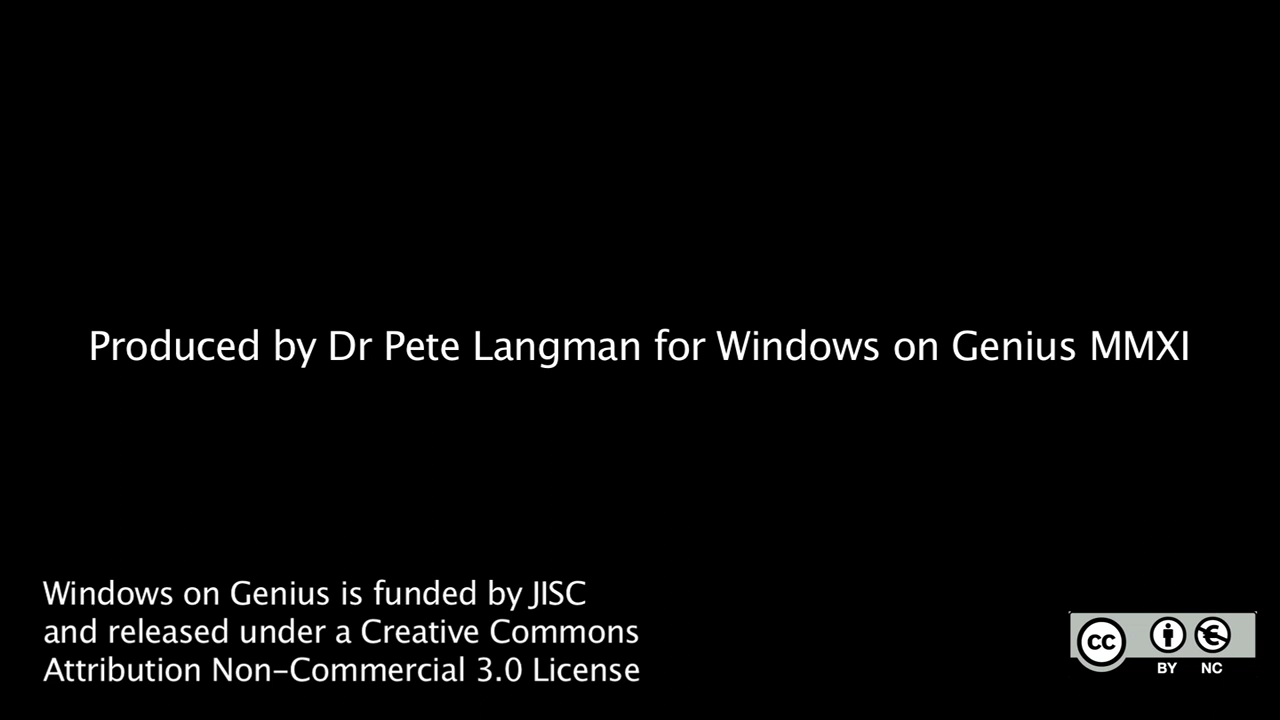 Produced by Dr Pete Langman for Windows on Genius MMXI
Windows on Genius is funded by JISC
and released under a Creative Commons
Attribution Non-Commercial 3.0 License
cc
BY NC